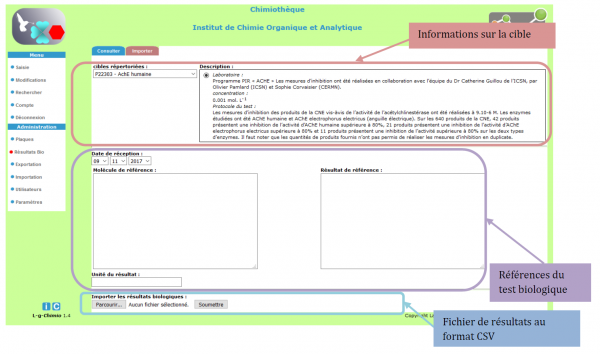 Chimiothèque
Institut de Chimie Organique et Analytique
Informations sur la cible
Menu
Saisie
Modifications
Rechercher
Compte
Déconnexion
Administration
Plaques
Résultats Bio
Exportation
Importation
Utilisateurs
Paramètres
Consulter
Importer
cibles répertoriées :
P22303 - AchE humaine
Description :
Laboratoire :
Programme PIR « ACHE » Les mesures d'inhibition ont été réalisées en collaboration avec l'équipe du Dr Catherine Guillou de l'ICSN, par
Olivier Pamlard (ICSN) et Sophie Corvaisier (CERMN).
concentration :
0.001 mol. L⁻¹
Protocole du test :
Les mesures d'inhibition des produits de la CNE vis-àvis de l'activité de l'acétylchinestérase ont été réalisées à 9.10-6 M. Les enzymes
étudiées ont été AChE humaine et AChE electrophorus electricus (anguille électrique). Sur les 640 produits de la CNE, 42 produits
présentent une inhibition de l'activité d'AChE humaine supérieure à 60%, 21 produits présentent une inhibition de l'activité d'AChE
electrophorus electricus supérieure à 60% et 11 produits présentent une inhibition de l'activité supérieure à 60% sur les deux types
d'enzymes. Il faut noter que les quantités de produits fournis n'ont pas permis de réaliser les mesures d'inhibition en duplicate.
Date de réception :
09 11 2017
Molécule de référence :
Résultat de référence :
Unité du résultat :
Références du
test biologique
Importer les résultats biologiques :
Parcourir... Aucun fichier sélectionné. Soumettre
L-g-Chimio 1.4
Fichier de résultats au
format CSV